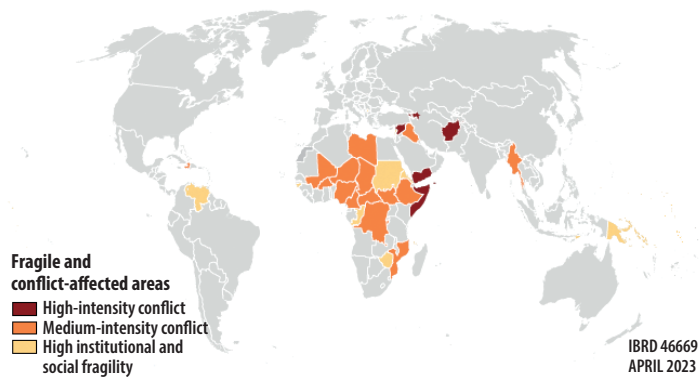 Fragile and
conflict-affected areas
High-intensity conflict
Medium-intensity conflict
High institutional and
social fragility
IBRD 46669
APRIL 2023